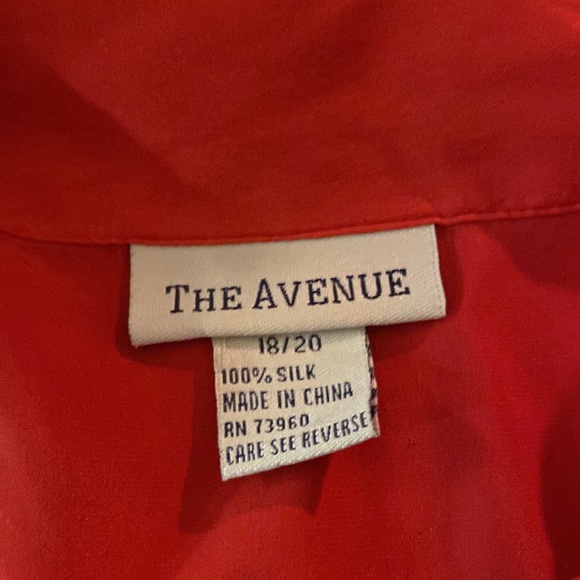 THE AVENUE
18/20
100% SILK
MADE IN CHINA
RN 73960
CARE SEE REVERSE